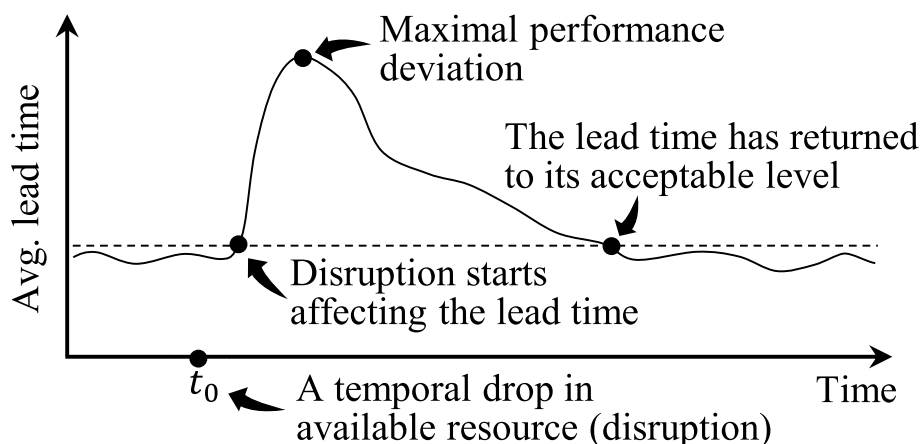 Maximal performance
deviation
The lead time has returned
to its acceptable level
Avg. lead time
Disruption starts
affecting the lead time
t₀
A temporal drop in
available resource (disruption)
Time